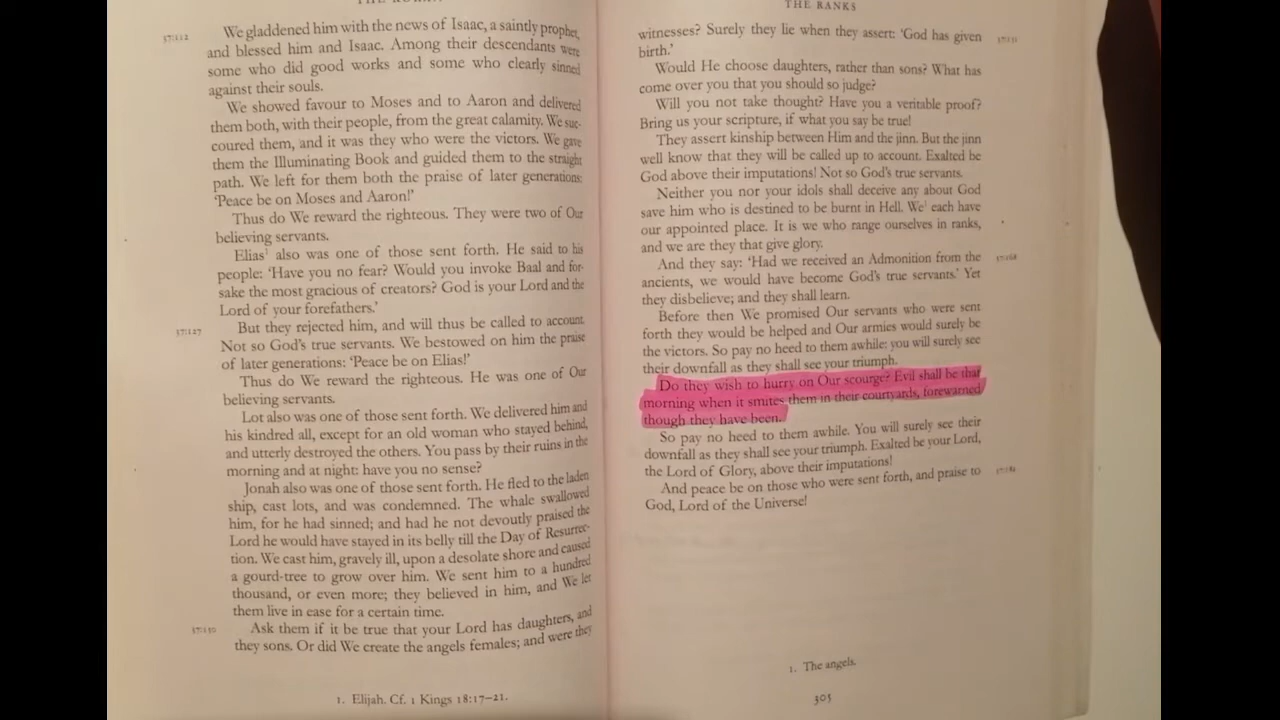 57:112
We gladdened him with the news of Isaac, a saintly prophet,
and blessed him and Isaac. Among their descendants were
some who did good works and some who clearly sinned
against their souls.
We showed favour to Moses and to Aaron and delivered
them both, with their people, from the great calamity. We suc-
coured them, and it was they who were the victors. We gave
them the Illuminating Book and guided them to the straight
path. We left for them both the praise of later generations:
‘Peace be on Moses and Aaron!’
Thus do We reward the righteous. They were two of Our
believing servants.
Elias¹ also was one of those sent forth. He said to his
people: ‘Have you no fear? Would you invoke Baal and for-
sake the most gracious of creators? God is your Lord and the
Lord of your forefathers.’
37:127
But they rejected him, and will thus be called to account.
Not so God's true servants. We bestowed on him the praise
of later generations: ‘Peace be on Elias!’
Thus do We reward the righteous. He was one of Our
believing servants.
Lot also was one of those sent forth. We delivered him and
his kindred all, except for an old woman who stayed behind,
and utterly destroyed the others. You pass by their ruins in the
morning and at night: have you no sense?
Jonah also was one of those sent forth. He fled to the laden
ship, cast lots, and was condemned. The whale swallowed
him, for he had sinned; and had he not devoutly praised the
Lord he would have stayed in its belly till the Day of Resurrec-
tion. We cast him, gravely ill, upon a desolate shore and caused
a gourd-tree to grow over him. We sent him to a hundred
thousand, or even more; they believed in him, and We let
them live in ease for a certain time.
37:150
Ask them if it be true that your Lord has daughters, and
they sons. Or did We create the angels females; and were they
1. Elijah. Cf. 1 Kings 18:17–21.
THE RANKS
witnesses? Surely they lie when they assert: ‘God has given
birth.’
Would He choose daughters, rather than sons? What has
come over you that you should so judge?
Will you not take thought? Have you a veritable proof?
Bring us your scripture, if what you say be true!
They assert kinship between Him and the jinn. But the jinn
well know that they will be called up to account. Exalted be
God above their imputations! Not so God's true servants.
Neither you nor your idols shall deceive any about God
save him who is destined to be burnt in Hell. We¹ each have
our appointed place. It is we who range ourselves in ranks,
and we are they that give glory.
And they say: ‘Had we received an Admonition from the
ancients, we would have become God's true servants.’ Yet
they disbelieve; and they shall learn.
Before then We promised Our servants who were sent
forth they would be helped and Our armies would surely be
the victors. So pay no heed to them awhile: you will surely see
their downfall as they shall see your triumph.
Do they wish to hurry on Our scourge? Evil shall be that
morning when it smites them in their courtyards, forewarned
though they have been.
So pay no heed to them awhile. You will surely see their
downfall as they shall see your triumph. Exalted be your Lord,
the Lord of Glory, above their imputations!
And peace be on those who were sent forth, and praise to
God, Lord of the Universe!
1. The angels.
305